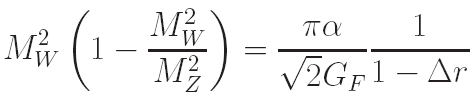 $M_W^2 \left(1 - \frac{M_W^2}{M_Z^2}\right) = \frac{\pi\alpha}{\sqrt{2}G_F} \frac{1}{1 - \Delta r}$